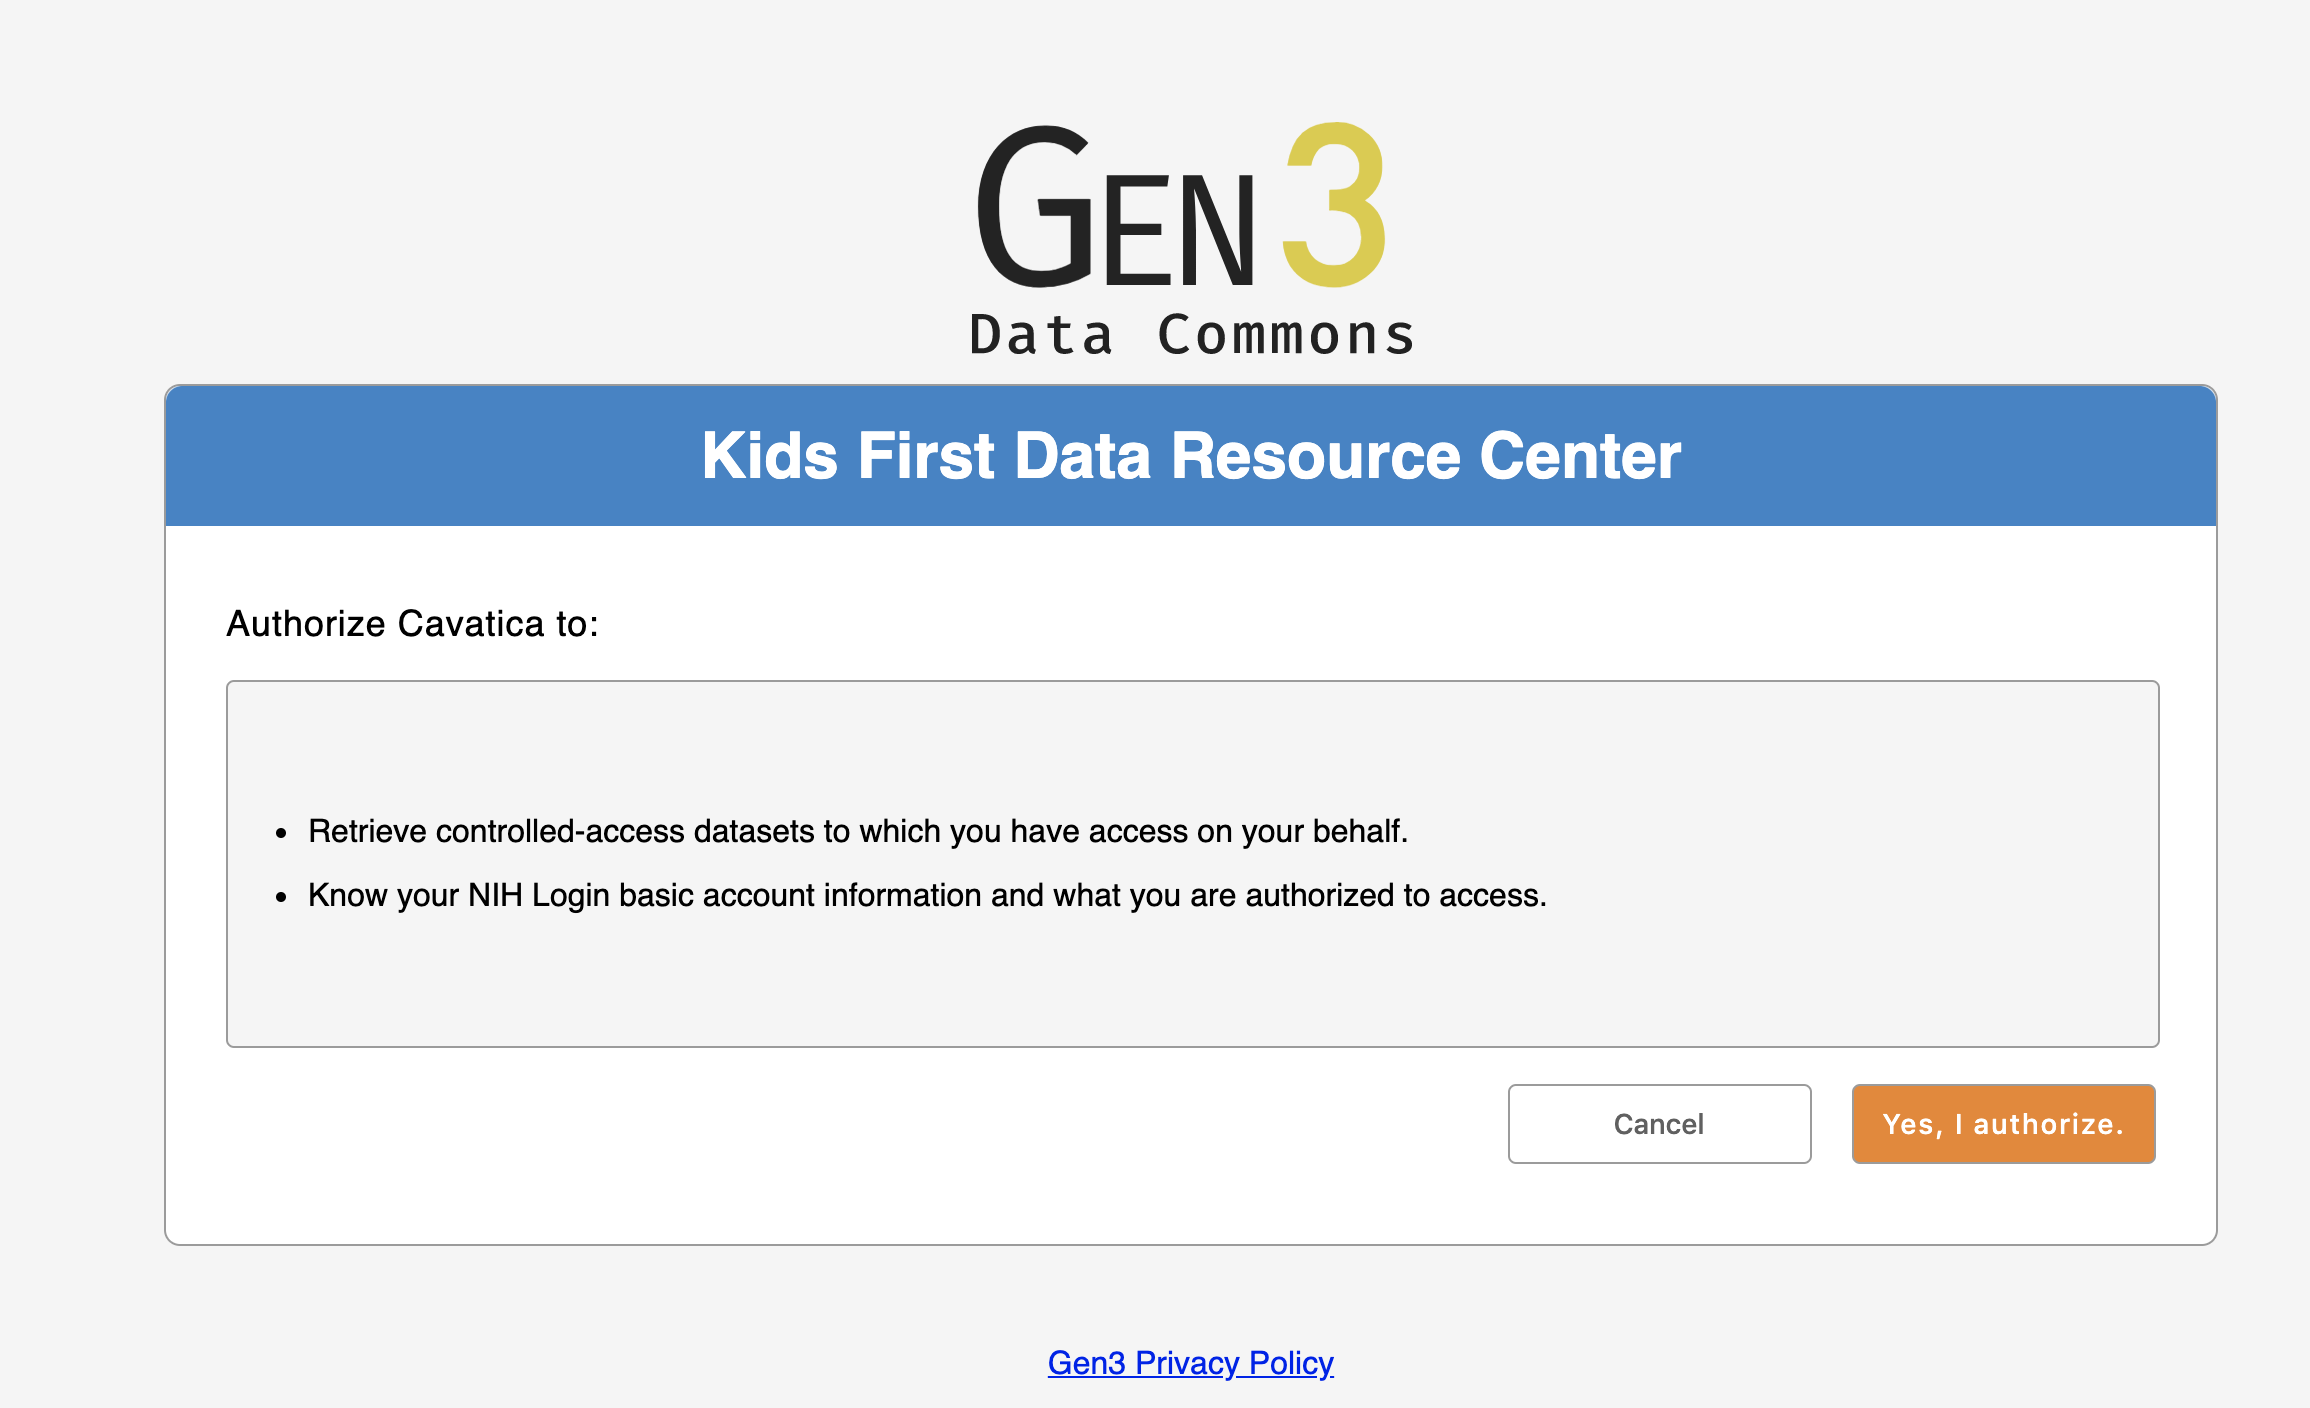 GEN3
Data Commons
Kids First Data Resource Center
Authorize Cavatica to:
• Retrieve controlled-access datasets to which you have access on your behalf.
• Know your NIH Login basic account information and what you are authorized to access.
Cancel
Yes, I authorize.
Gen3 Privacy Policy